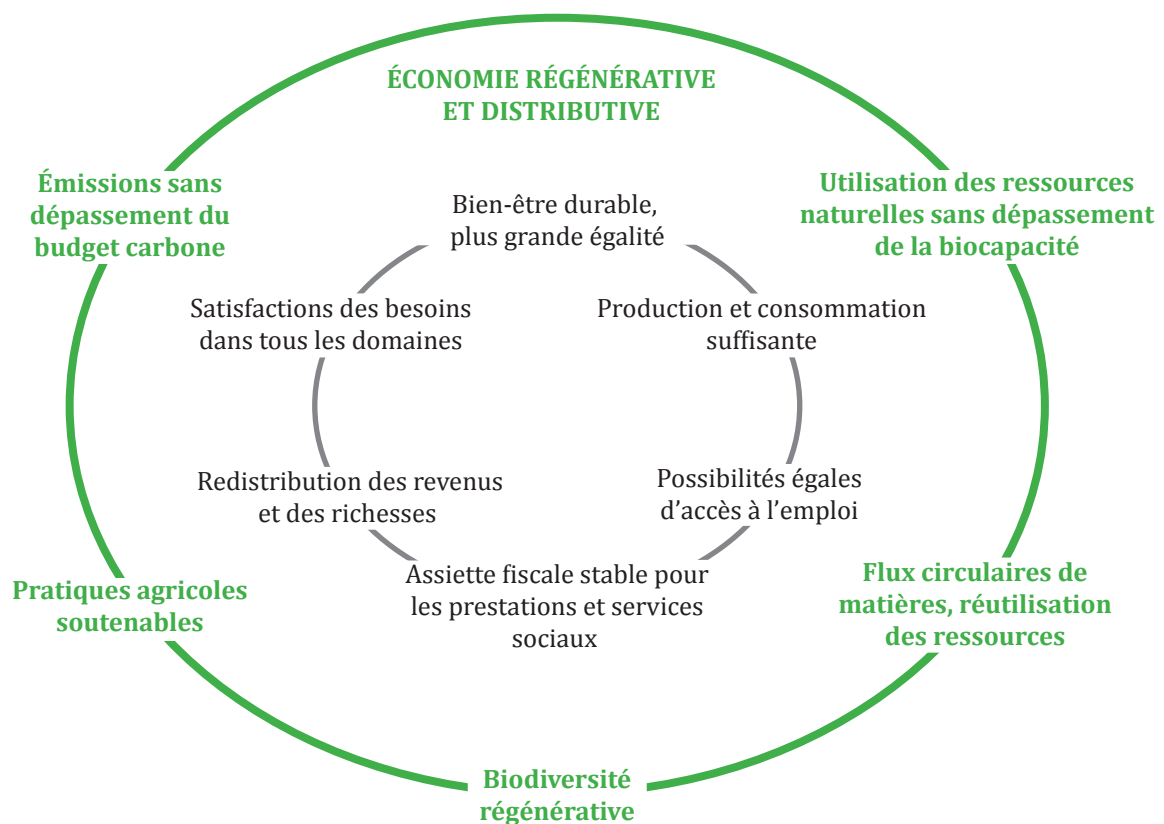 ÉCONOMIE RÉGÉNÉRATIVE
ET DISTRIBUTIVE
Émissions sans
dépassement du
budget carbone
Utilisation des ressources
naturelles sans dépassement
de la biocapacité
Bien-être durable,
plus grande égalité
Satisfactions des besoins
dans tous les domaines
Production et consommation
suffisante
Redistribution des revenus
et des richesses
Possibilités égales
d’accès à l’emploi
Assiette fiscale stable pour
les prestations et services
sociaux
Pratiques agricoles
soutenables
Flux circulaires de
matières, réutilisation
des ressources
Biodiversité
régénérative